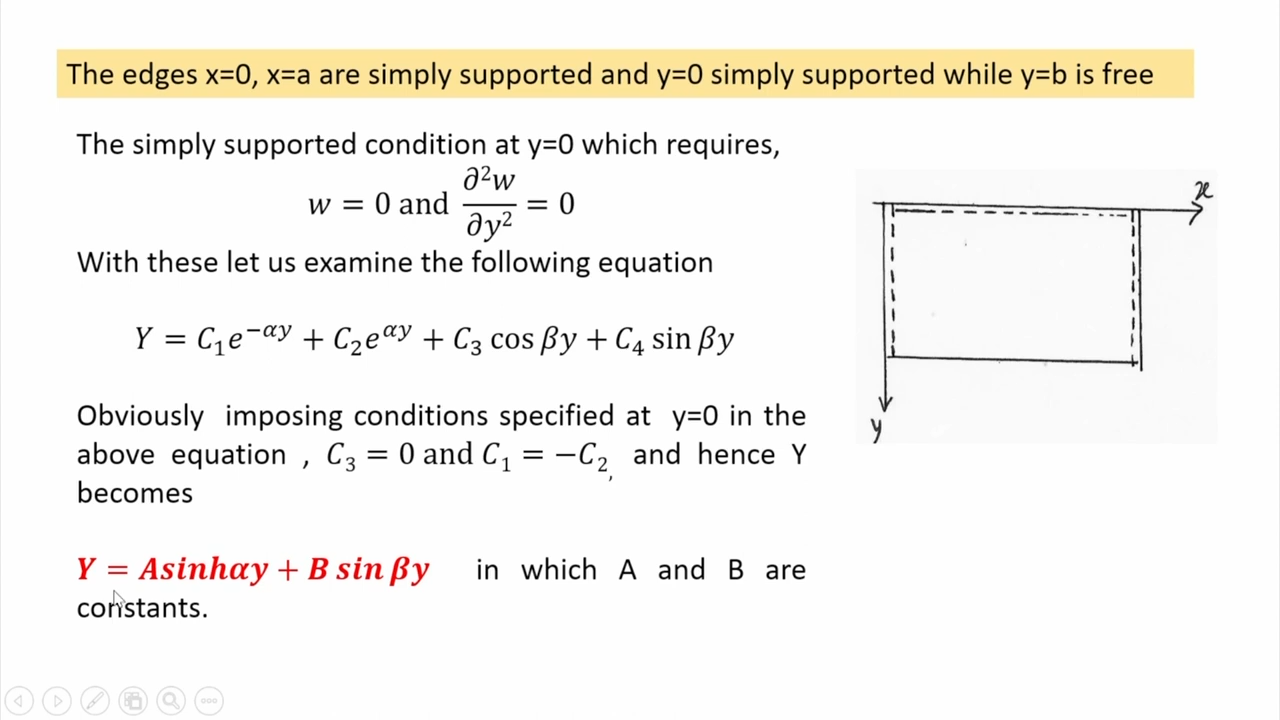 The edges x=0, x=a are simply supported and y=0 simply supported while y=b is free
The simply supported condition at y=0 which requires,
w = 0 and ∂²w/∂y² = 0
With these let us examine the following equation
Y = C₁e^{−αy} + C₂e^{αy} + C₃ cos βy + C₄ sin βy
Obviously imposing conditions specified at y=0 in the
above equation , C₃ = 0 and C₁ = −C₂, and hence Y
becomes
Y = Asinhαy + B sin βy in which A and B are
constants.
x
y